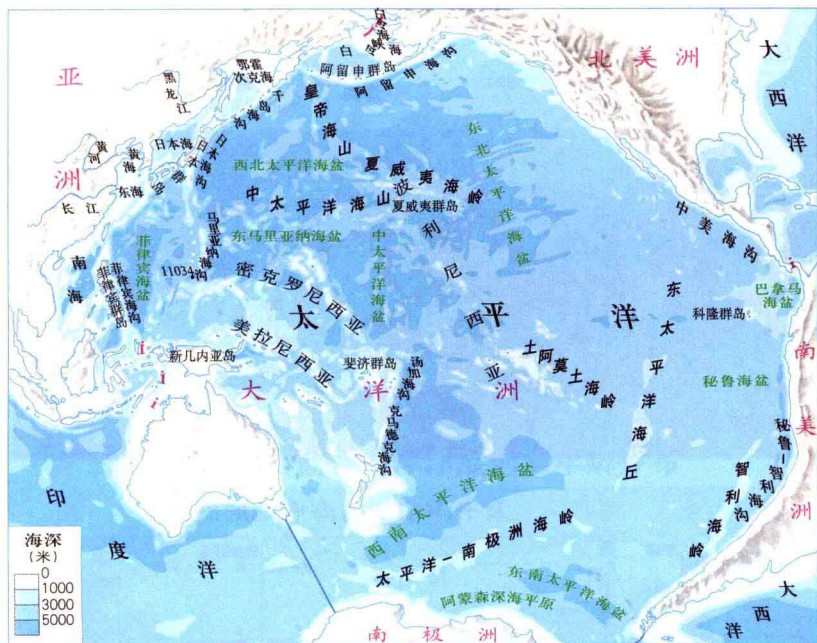 亚
洲
北美洲
大西洋
鄂霍次克海
黑龙江
白令海
阿留申群岛
阿留申海沟
千岛海沟
皇帝海山
黄河
黄海
日本海
日本群岛
日本海沟
东海
长江
西北太平洋海盆
夏威夷海岭
东北太平洋海盆
中太平洋海山
夏威夷群岛
波利尼西亚
中美海沟
马里亚纳海沟
11034
东马里亚纳海盆
中太平洋海盆
南海
菲律宾群岛
菲律宾海沟
菲律宾海盆
密克罗尼西亚
太平洋
巴拿马海盆
科隆群岛
东太平洋海丘
美拉尼西亚
新几内亚岛
斐济群岛
汤加海沟
克马德克海沟
土阿莫土海岭
大洋洲
秘鲁海盆
南美洲
秘鲁-智利海沟
智利海岭
印度洋
西南太平洋海盆
太平洋-南极洲海岭
东南太平洋海盆
阿蒙森深海平原
南极洲
大西洋
海深
(米)
0
1000
3000
5000